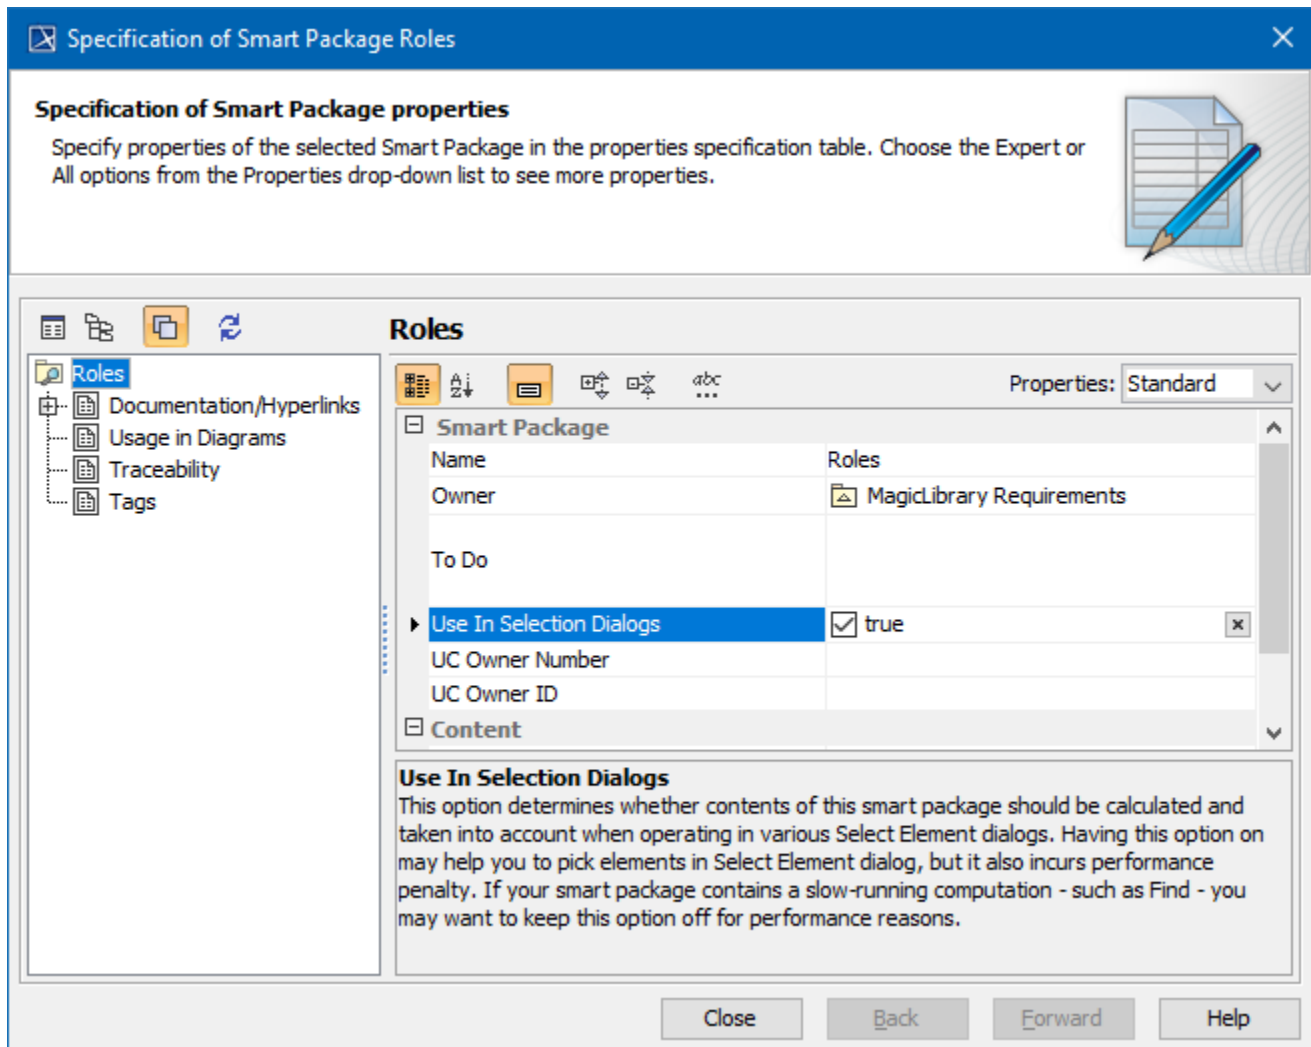 Specification of Smart Package Roles
Specification of Smart Package properties
Specify properties of the selected Smart Package in the properties specification table. Choose the Expert or
All options from the Properties drop-down list to see more properties.
Roles
Properties: Standard
Roles
Documentation/Hyperlinks
Usage in Diagrams
Traceability
Tags
Smart Package
Name Roles
Owner MagicLibrary Requirements
To Do
Use In Selection Dialogs true
UC Owner Number
UC Owner ID
Content
Use In Selection Dialogs
This option determines whether contents of this smart package should be calculated and
taken into account when operating in various Select Element dialogs. Having this option on
may help you to pick elements in Select Element dialog, but it also incurs performance
penalty. If your smart package contains a slow-running computation - such as Find - you
may want to keep this option off for performance reasons.
Close Back Forward Help